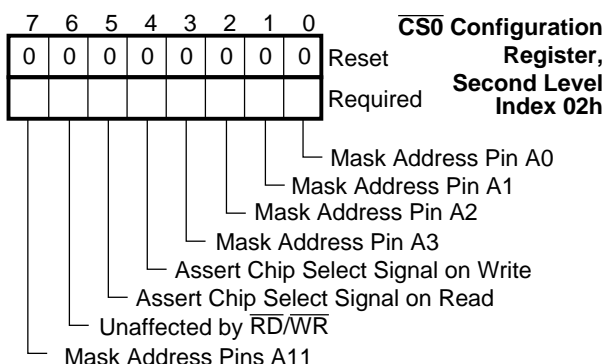 7 6 5 4 3 2 1 0
CS0 Configuration
Register,
Second Level
Index 02h
0 0 0 0 0 0 0 0 Reset
Required
Mask Address Pin A0
Mask Address Pin A1
Mask Address Pin A2
Mask Address Pin A3
Assert Chip Select Signal on Write
Assert Chip Select Signal on Read
Unaffected by RD/WR
Mask Address Pins A11